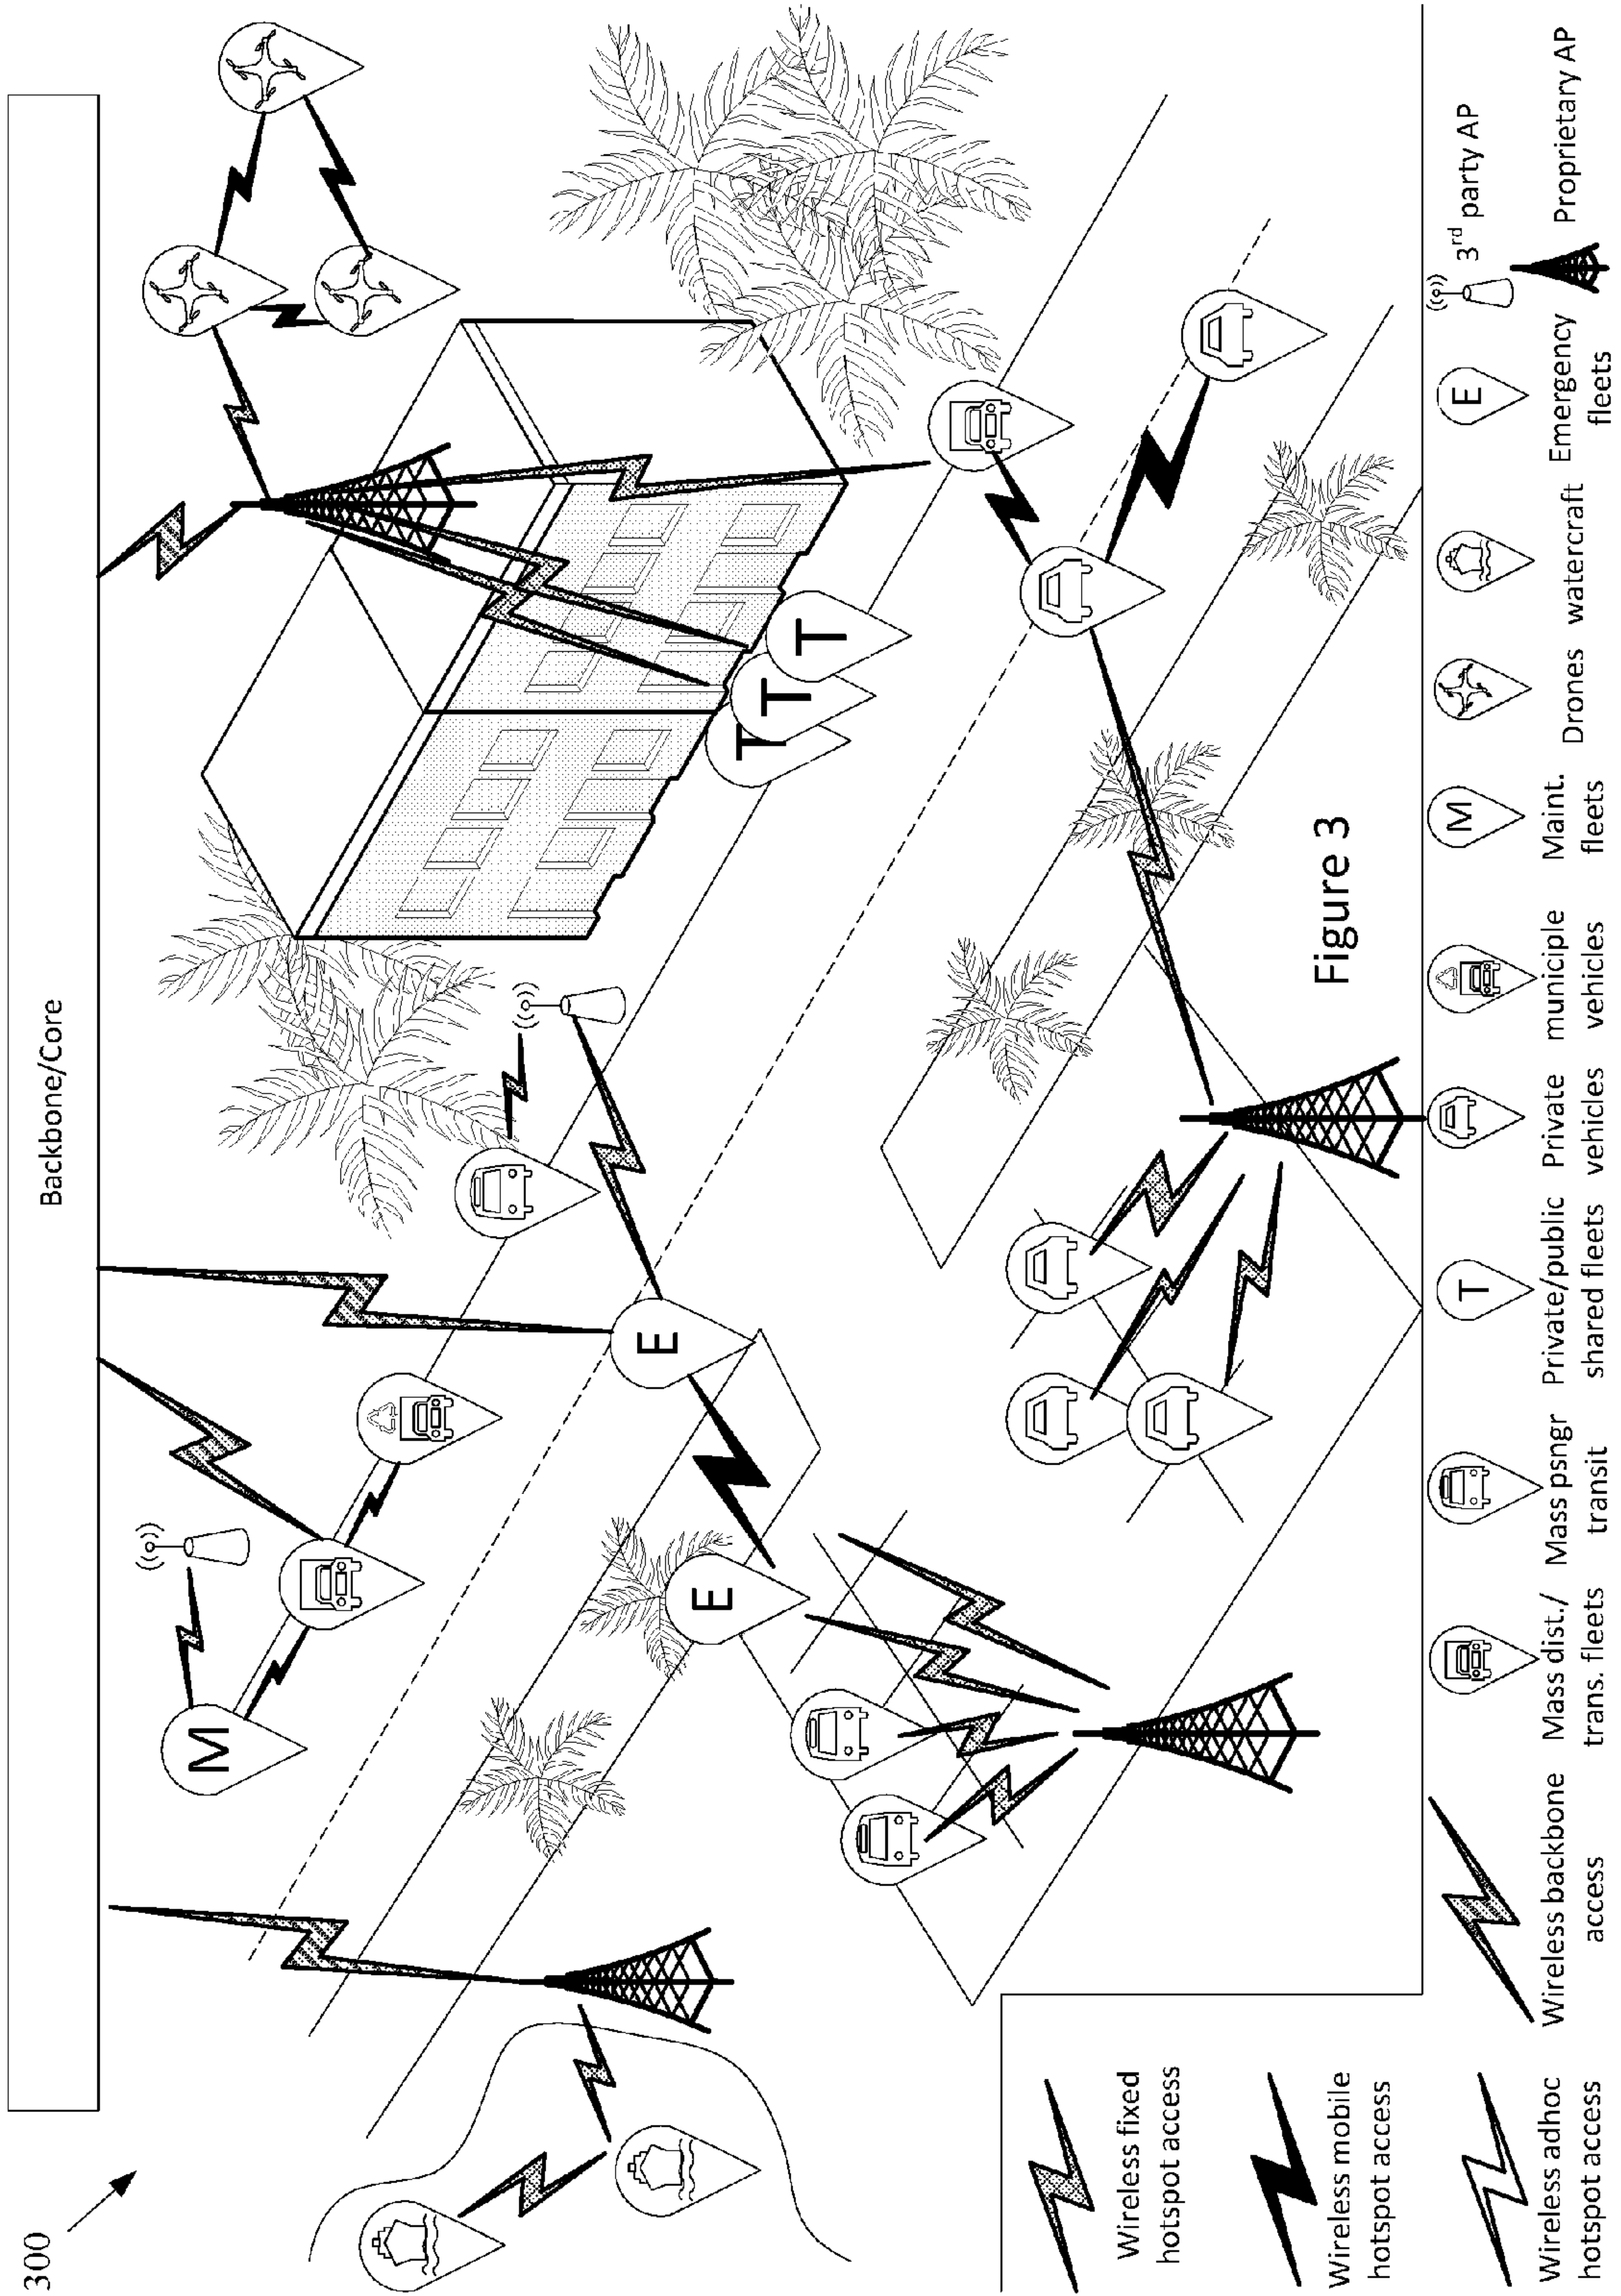 300
Backbone/Core
M
E
E
T
T
T
Figure 3
Wireless fixed
hotspot access
Wireless mobile
hotspot access
Wireless adhoc
hotspot access
Wireless backbone
access
Mass dist./
trans. fleets
Mass psngr
transit
T
Private/public
shared fleets
Private
vehicles
municiple
vehicles
M
Maint.
fleets
Drones
watercraft
E
Emergency
fleets
3rd party AP
Proprietary AP